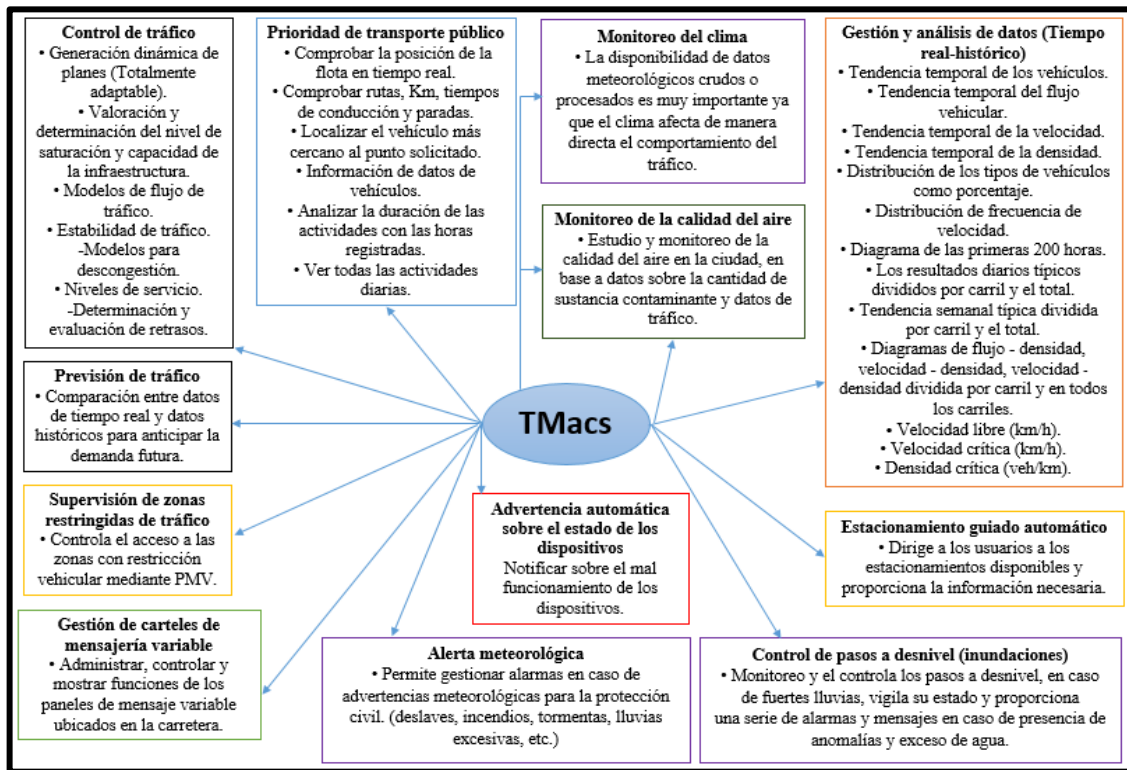 Control de tráfico
• Generación dinámica de
planes (Totalmente
adaptable).
• Valoración y
determinación del nivel de
saturación y capacidad de
la infraestructura.
• Modelos de flujo de
tráfico.
• Estabilidad de tráfico.
-Modelos para
descongestión.
• Niveles de servicio.
-Determinación y
evaluación de retrasos.
Prioridad de transporte público
• Comprobar la posición de la
flota en tiempo real.
• Comprobar rutas, Km, tiempos
de conducción y paradas.
• Localizar el vehículo más
cercano al punto solicitado.
• Información de datos de
vehículos.
• Analizar la duración de las
actividades con las horas
registradas.
• Ver todas las actividades
diarias.
Monitoreo del clima
• La disponibilidad de datos
meteorológicos crudos o
procesados es muy importante ya
que el clima afecta de manera
directa el comportamiento del
tráfico.
Monitoreo de la calidad del aire
• Estudio y monitoreo de la
calidad del aire en la ciudad, en
base a datos sobre la cantidad de
sustancia contaminante y datos de
tráfico.
Gestión y análisis de datos (Tiempo
real-histórico)
• Tendencia temporal de los vehículos.
• Tendencia temporal del flujo
vehicular.
• Tendencia temporal de la velocidad.
• Tendencia temporal de la densidad.
• Distribución de los tipos de vehículos
como porcentaje.
• Distribución de frecuencia de
velocidad.
• Diagrama de las primeras 200 horas.
• Los resultados diarios típicos
divididos por carril y el total.
• Tendencia semanal típica dividida
por carril y el total.
• Diagramas de flujo - densidad,
velocidad - densidad, velocidad -
densidad dividida por carril y en todos
los carriles.
• Velocidad libre (km/h).
• Velocidad crítica (km/h).
• Densidad crítica (veh/km).
Previsión de tráfico
• Comparación entre datos
de tiempo real y datos
históricos para anticipar la
demanda futura.
TMacs
Supervisión de zonas
restringidas de tráfico
• Controla el acceso a las
zonas con restricción
vehicular mediante PMV.
Advertencia automática
sobre el estado de los
dispositivos
Notificar sobre el mal
funcionamiento de los
dispositivos.
Estacionamiento guiado automático
• Dirige a los usuarios a los
estacionamientos disponibles y
proporciona la información necesaria.
Gestión de carteles de
mensajería variable
• Administrar, controlar y
mostrar funciones de los
paneles de mensaje variable
ubicados en la carretera.
Alerta meteorológica
• Permite gestionar alarmas en caso de
advertencias meteorológicas para la protección
civil. (deslaves, incendios, tormentas, lluvias
excesivas, etc.)
Control de pasos a desnivel (inundaciones)
• Monitoreo y el controla los pasos a desnivel, en caso
de fuertes lluvias, vigila su estado y proporciona
una serie de alarmas y mensajes en caso de presencia de
anomalías y exceso de agua.